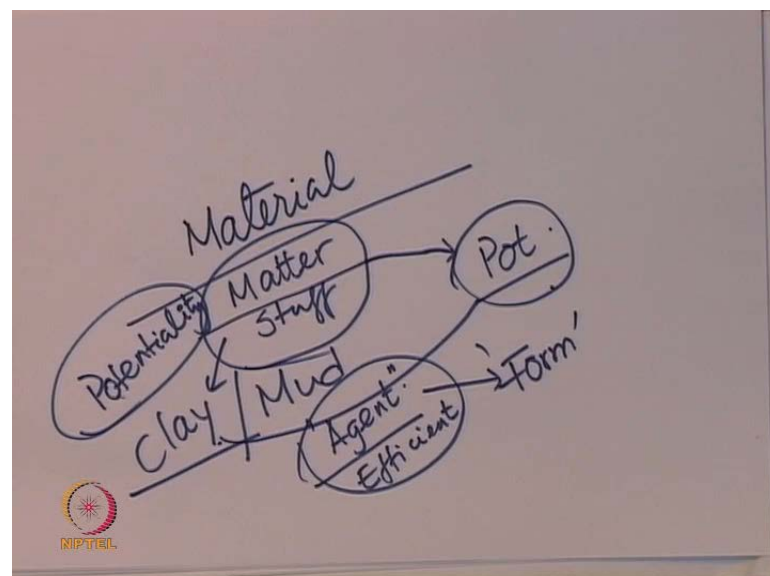 Material
Potentiality
Matter
Stuff
Pot.
Clay / Mud
"Agent"
Efficient
'Form'
NPTEL